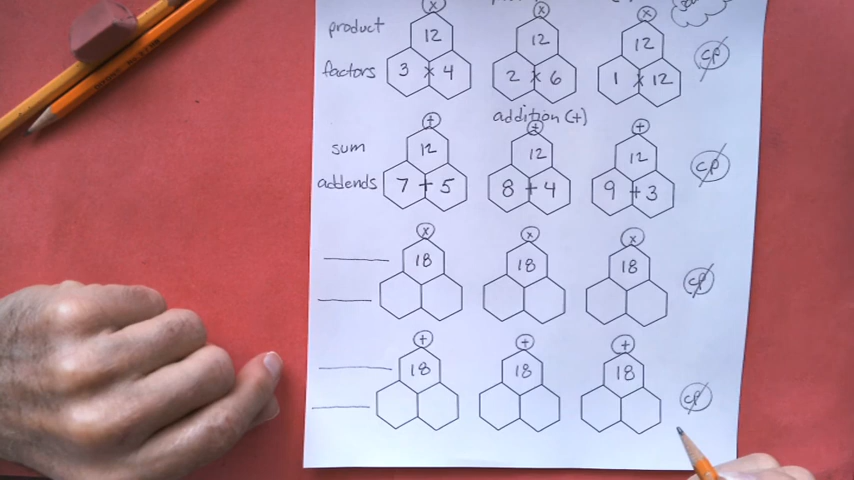 product
ⓧ ⓧ ⓧ
12 12 12
factors 3 x 4 2 x 6 1 x 12 cp
addition (+)
⊕ ⊕ ⊕
sum 12 12 12
addends 7 + 5 8 + 4 9 + 3 cp
ⓧ ⓧ ⓧ
18 18 18
cp
⊕ ⊕ ⊕
18 18 18
cp